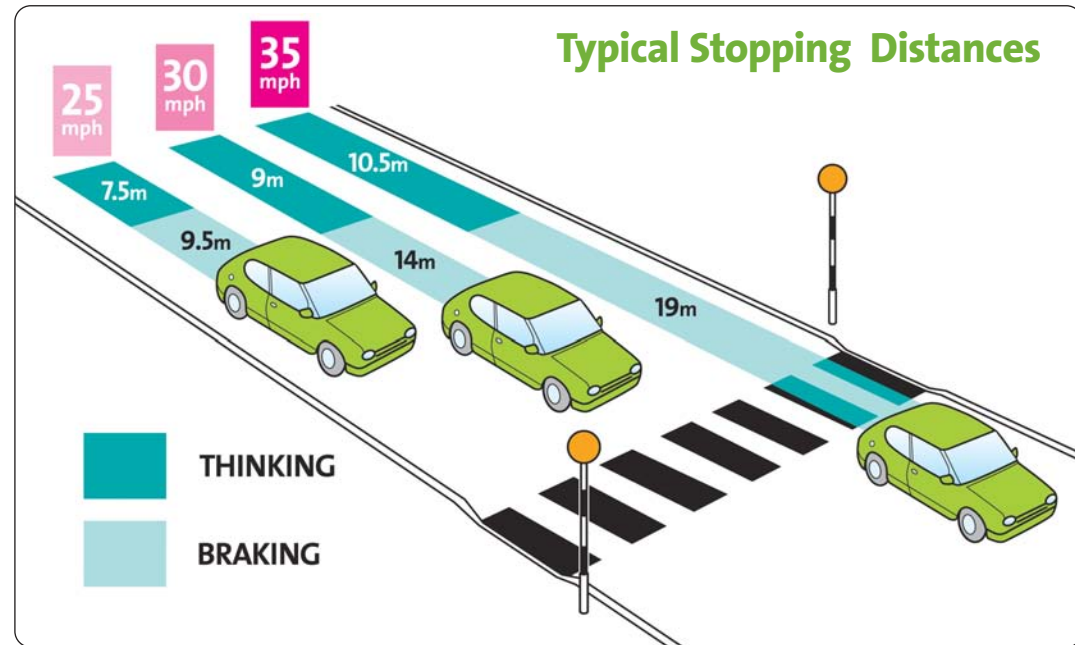 Typical Stopping Distances
25
mph
30
mph
35
mph
7.5m
9.5m
9m
14m
10.5m
19m
THINKING
BRAKING